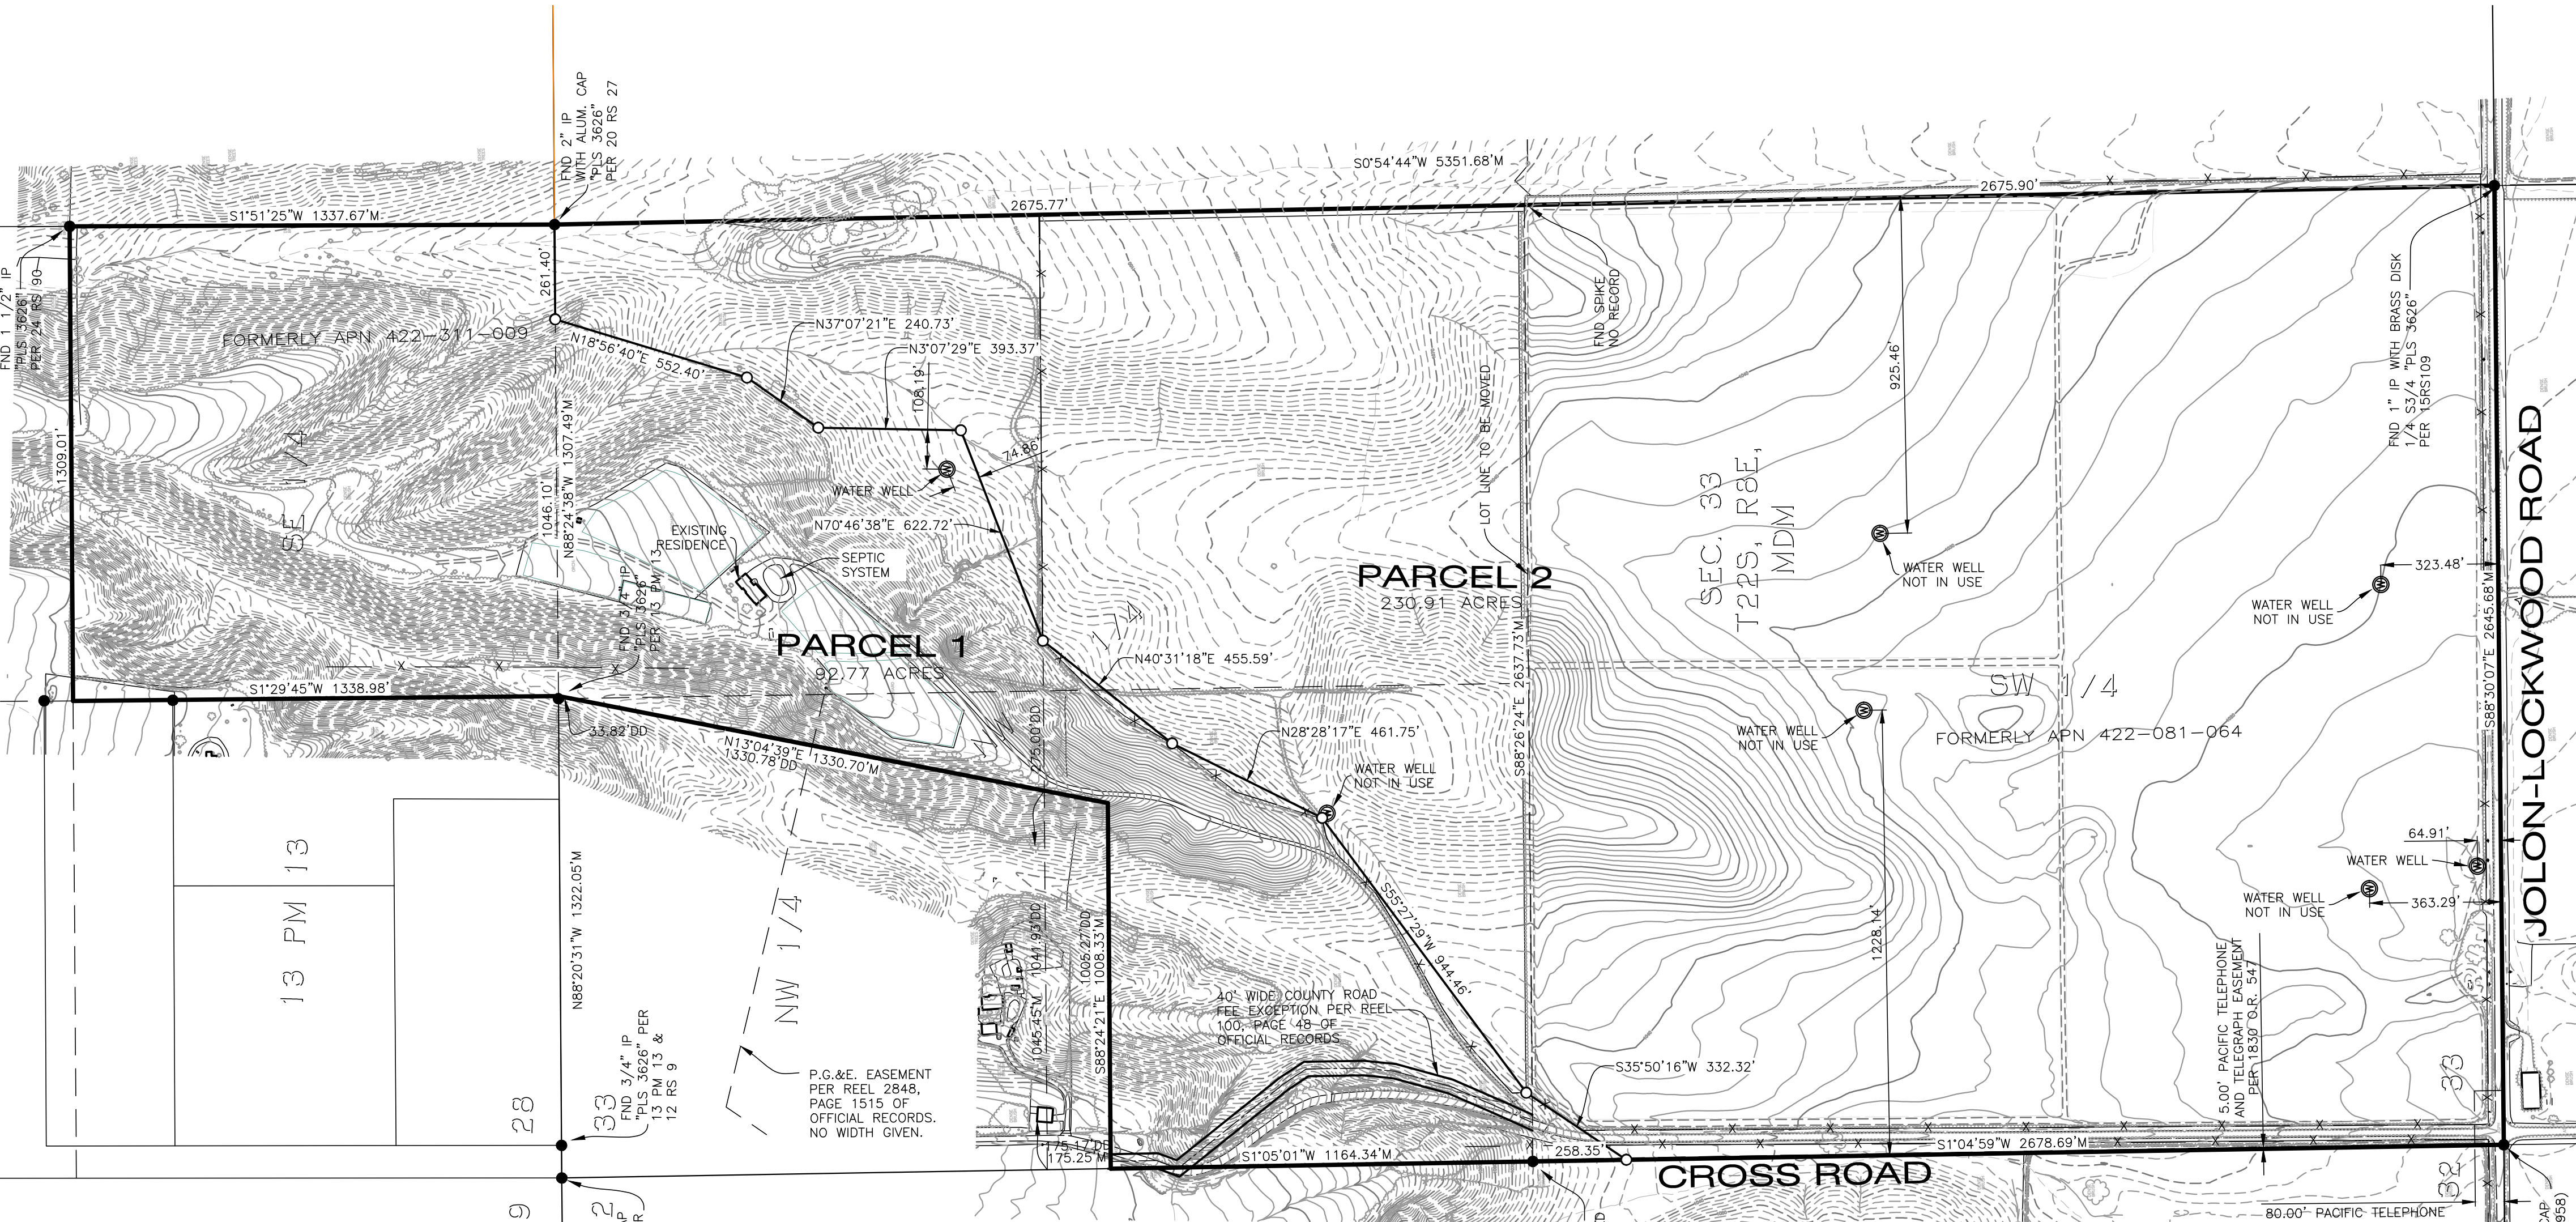 FND 2" IP
WITH ALUM. CAP
"PLS 3626"
PER 20 RS 27
S0°54'44"W 5351.68'M
2675.90'
S1°51'25"W 1337.67'M
2675.77'
FND 1 1/2" IP
"PLS 3626"
PER 24 RS 90
261.40'
FORMERLY APN 422-311-009
N18°56'40"E 552.40'
N37°07'21"E 240.73'
N3°07'29"E 393.37'
108.19'
74.86'
WATER WELL
N70°46'38"E 622.72'
FND SPIKE
NO RECORD
LOT LINE TO BE MOVED
925.46'
FND 1" IP WITH BRASS DISK
1/4 S3/4 "PLS 3626"
PER 15RS109
JOLON-LOCKWOOD ROAD
1309.01'
SE 1/4
1046.10'
N88°24'38"W 1307.49'M
EXISTING
RESIDENCE
SEPTIC
SYSTEM
FND 3/4" IP
"PLS 3626"
PER 13 PM 13
PARCEL 1
92.77 ACRES
PARCEL 2
230.91 ACRES
SEC. 33
T22S, R8E,
MDM
WATER WELL
NOT IN USE
323.48'
WATER WELL
NOT IN USE
1/4
N40°31'18"E 455.59'
S88°26'24"E 2637.73'M
SW 1/4
FORMERLY APN 422-081-064
WATER WELL
NOT IN USE
S88°30'07"E 2645.68'M
S1°29'45"W 1338.98'
33.82'DD
N13°04'39"E 1330.70'M
1330.78'DD
275.00'DD
N28°28'17"E 461.75'
WATER WELL
NOT IN USE
64.91'
WATER WELL
WATER WELL
NOT IN USE
363.29'
13 PM 13
N88°20'31"W 1322.05'M
NW 1/4
1045.45'M 1041.93'DD
1005.27'DD
S88°24'21"E 1008.33'M
S55°27'29"W 944.46'
1228.14'
5.00' PACIFIC TELEPHONE
AND TELEGRAPH EASEMENT
PER 1830 O.R. 547
40' WIDE COUNTY ROAD
FEE EXCEPTION PER REEL
100, PAGE 48 OF
OFFICIAL RECORDS
S35°50'16"W 332.32'
28
33
FND 3/4" IP
"PLS 3626" PER
13 PM 13 &
12 RS 9
P.G.&E. EASEMENT
PER REEL 2848,
PAGE 1515 OF
OFFICIAL RECORDS.
NO WIDTH GIVEN.
175.17'DD
175.25'M
S1°05'01"W 1164.34'M
258.35'
S1°04'59"W 2678.69'M
CROSS ROAD
33
32
80.00' PACIFIC TELEPHONE